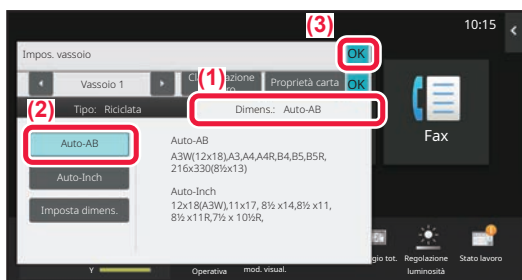 10:15
(3)
Impos. vassoio
OK
Vassoio 1
(1)
Proprietà carta
OK
(2)
Tipo: Riciclata
Dimens.: Auto-AB
Auto-AB
Auto-Inch
Imposta dimens.
Auto-AB
A3W(12x18),A3,A4,A4R,B4,B5,B5R,
216x330(8½x13)
Auto-Inch
12x18(A3W),11x17, 8½ x14,8½ x11,
8½ x11R,7½ x 10½R,
Fax
Y
Operativa
mod. visual.
gio tot.
Regolazione
luminosità
Stato lavoro